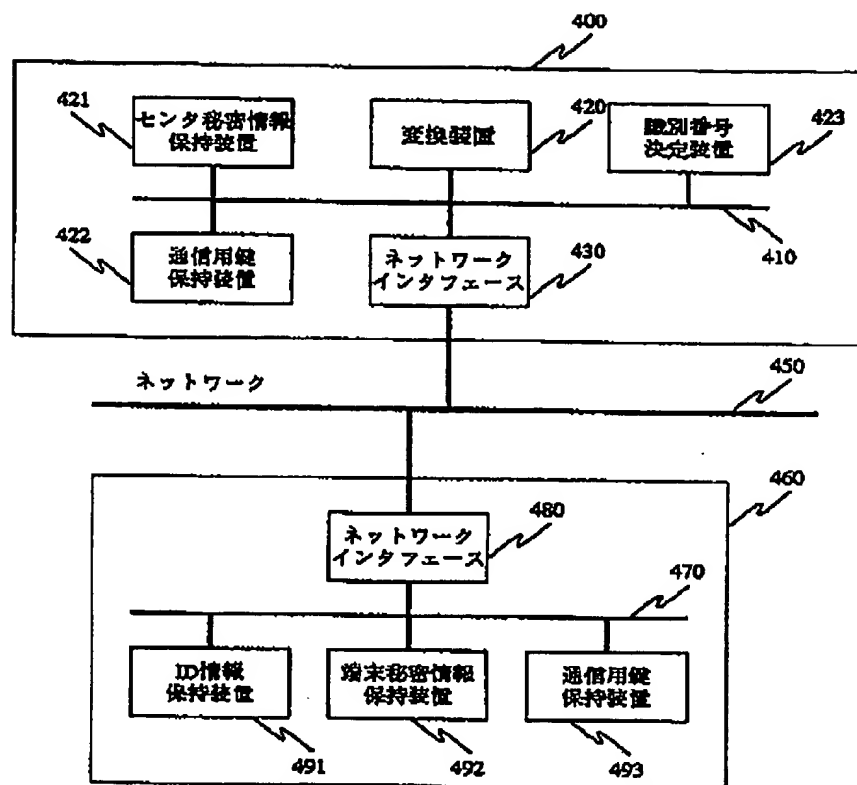 400
421
センタ秘密情報
保持装置
420
変換装置
423
識別番号
決定装置
422
通信用鍵
保持装置
430
ネットワーク
インタフェース
410
ネットワーク
450
460
480
ネットワーク
インタフェース
470
ID情報
保持装置
491
端末秘密情報
保持装置
492
通信用鍵
保持装置
493